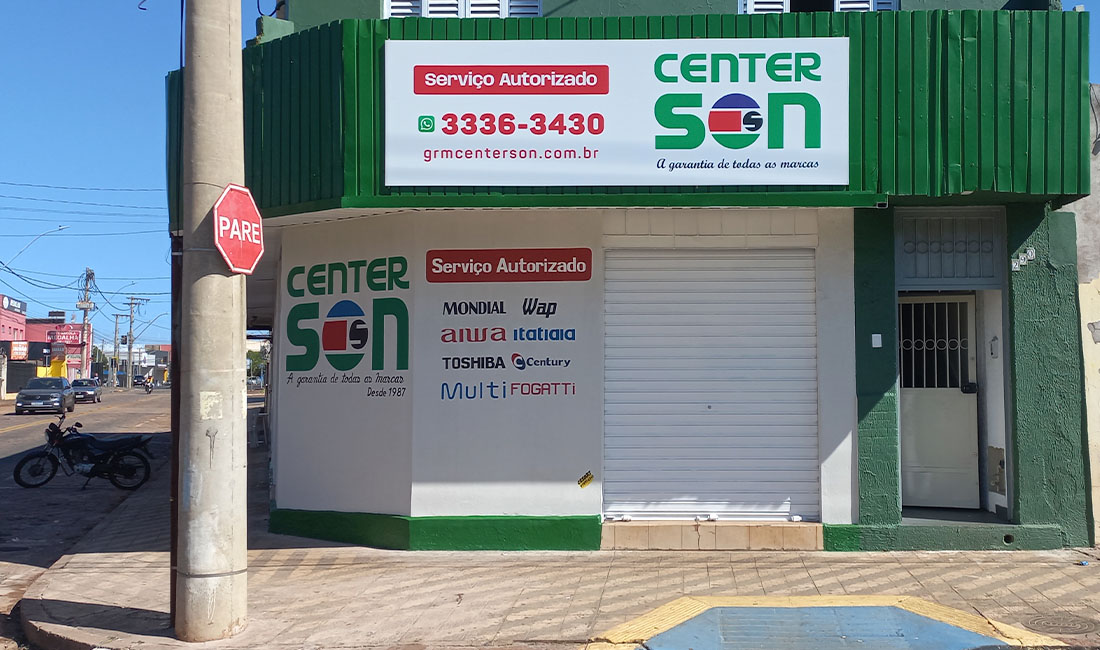 Serviço Autorizado
3336-3430
grmcenterson.com.br
CENTER
SON
S
A garantia de todas as marcas
PARE
CENTER
SON
S
A garantia de todas as marcas
Desde 1987
Serviço Autorizado
MONDIAL Wap
aiwa itatiaia
TOSHIBA Century
Multi FOGATTi